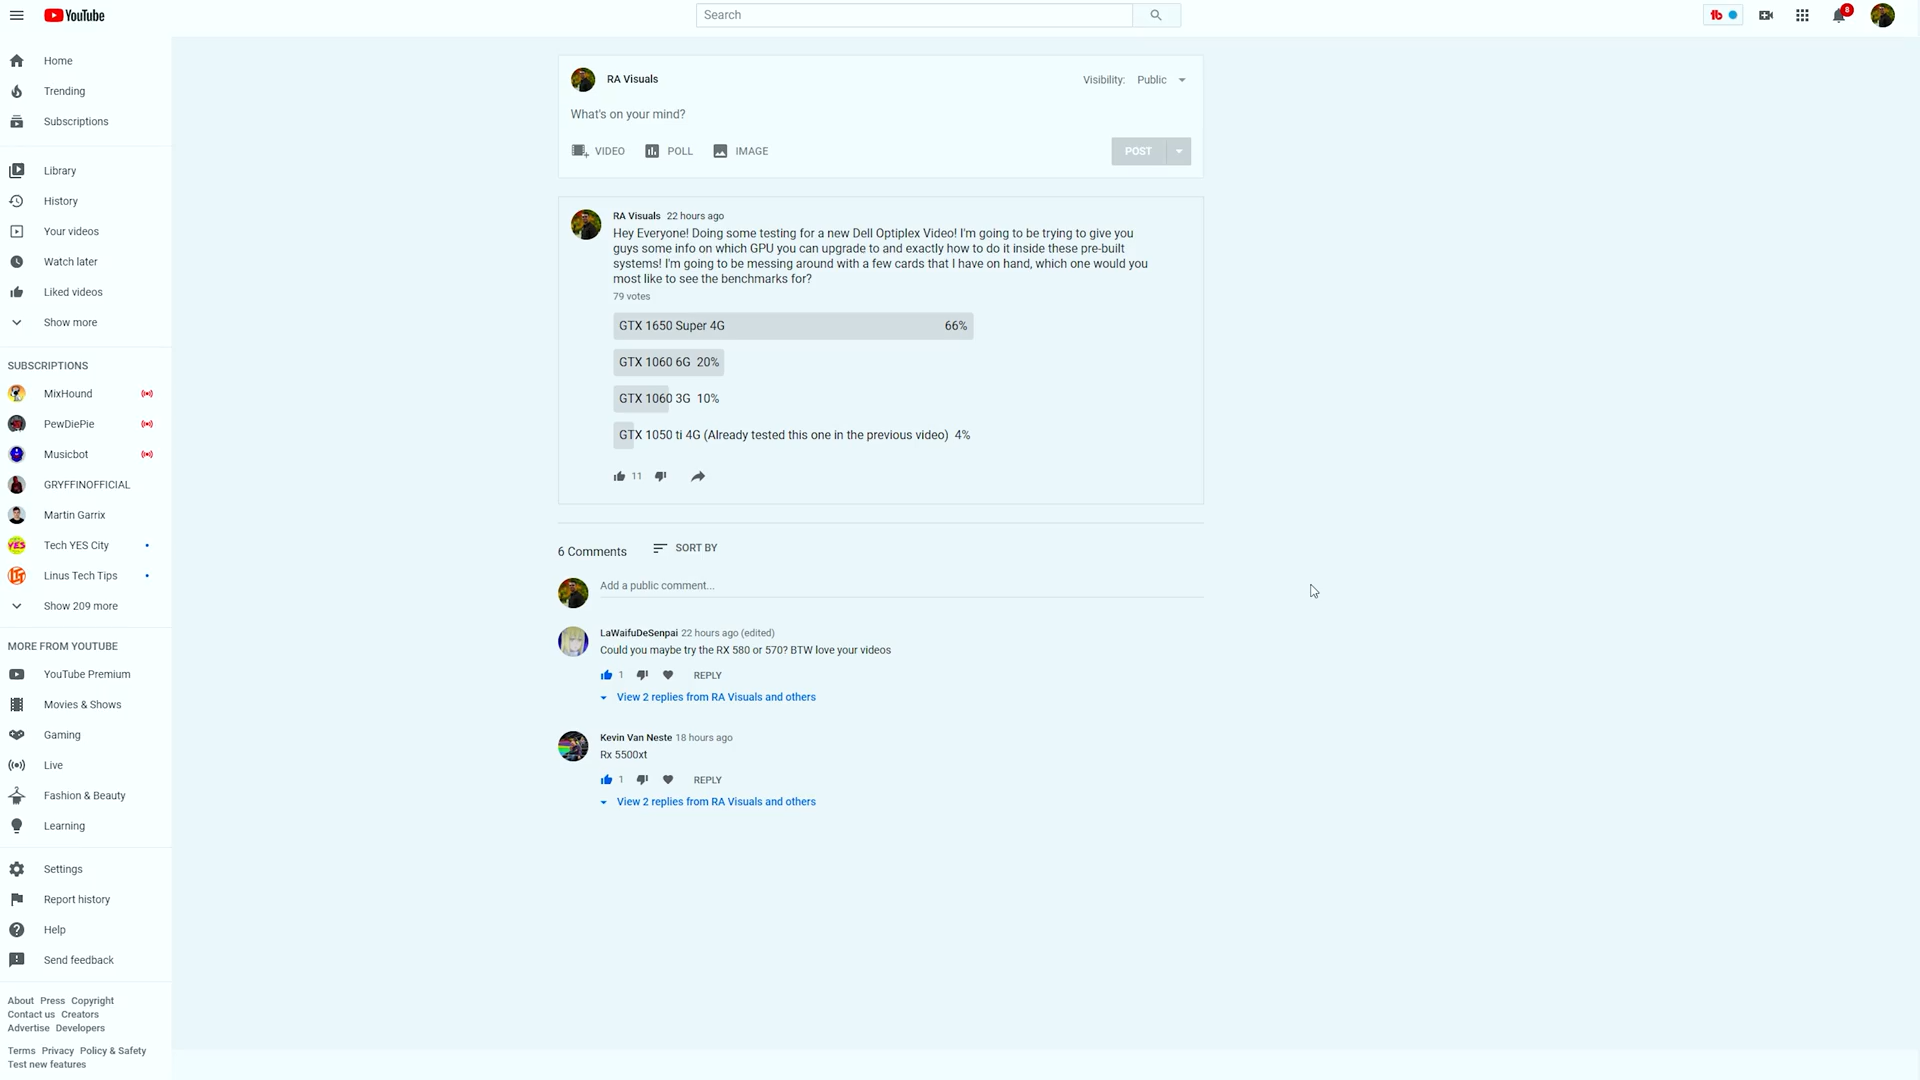 YouTube
Search
8
Home
Trending
Subscriptions
Library
History
Your videos
Watch later
Liked videos
Show more
SUBSCRIPTIONS
MixHound
PewDiePie
Musicbot
GRYFFINOFFICIAL
Martin Garrix
Tech YES City
Linus Tech Tips
Show 209 more
MORE FROM YOUTUBE
YouTube Premium
Movies & Shows
Gaming
Live
Fashion & Beauty
Learning
Settings
Report history
Help
Send feedback
About Press Copyright
Contact us Creators
Advertise Developers
Terms Privacy Policy & Safety
Test new features
RA Visuals
Visibility: Public
What's on your mind?
VIDEO POLL IMAGE
POST
RA Visuals 22 hours ago
Hey Everyone! Doing some testing for a new Dell Optiplex Video! I'm going to be trying to give you
guys some info on which GPU you can upgrade to and exactly how to do it inside these pre-built
systems! I'm going to be messing around with a few cards that I have on hand, which one would you
most like to see the benchmarks for?
79 votes
GTX 1650 Super 4G 66%
GTX 1060 6G 20%
GTX 1060 3G 10%
GTX 1050 ti 4G (Already tested this one in the previous video) 4%
11
6 Comments SORT BY
Add a public comment...
LaWaifuDeSenpai 22 hours ago (edited)
Could you maybe try the RX 580 or 570? BTW love your videos
1 REPLY
View 2 replies from RA Visuals and others
Kevin Van Neste 18 hours ago
Rx 5500xt
1 REPLY
View 2 replies from RA Visuals and others